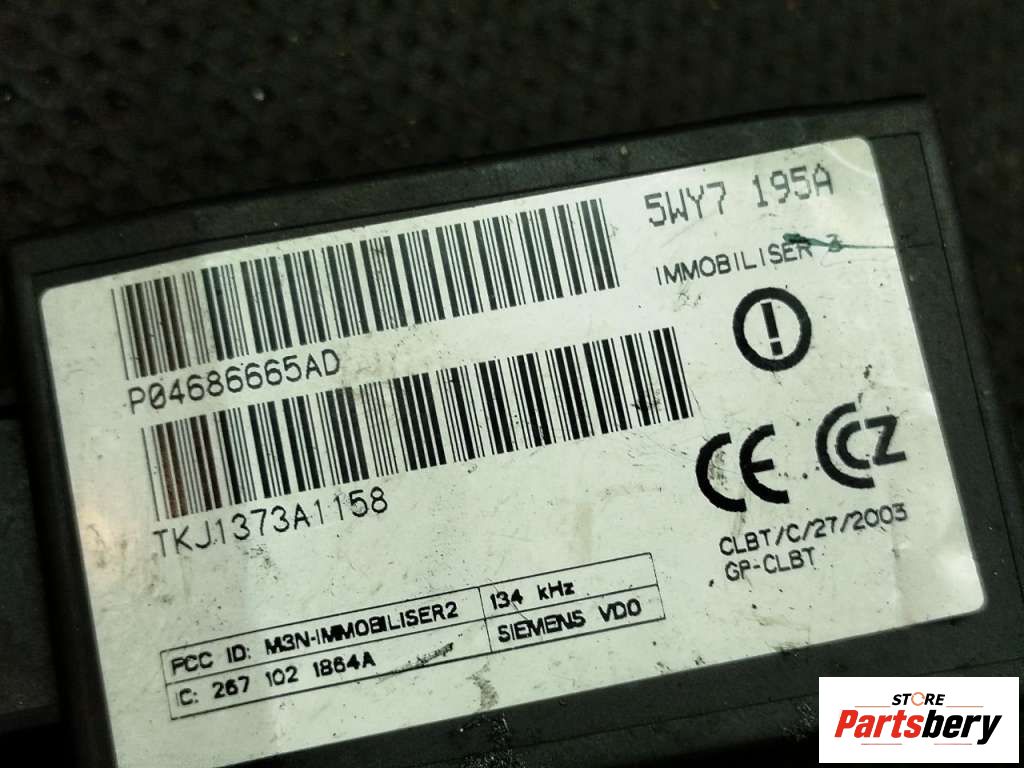 5WY7 195A
IMMOBILISER 3
P04686665AD
TKJ1373A1158
CE
CLBT/C/27/2003
GP-CLBT
FCC ID: M3N-IMMOBILISER2
134 kHz
IC: 267 102 1864A
SIEMENS VDO
STORE
Partsbery